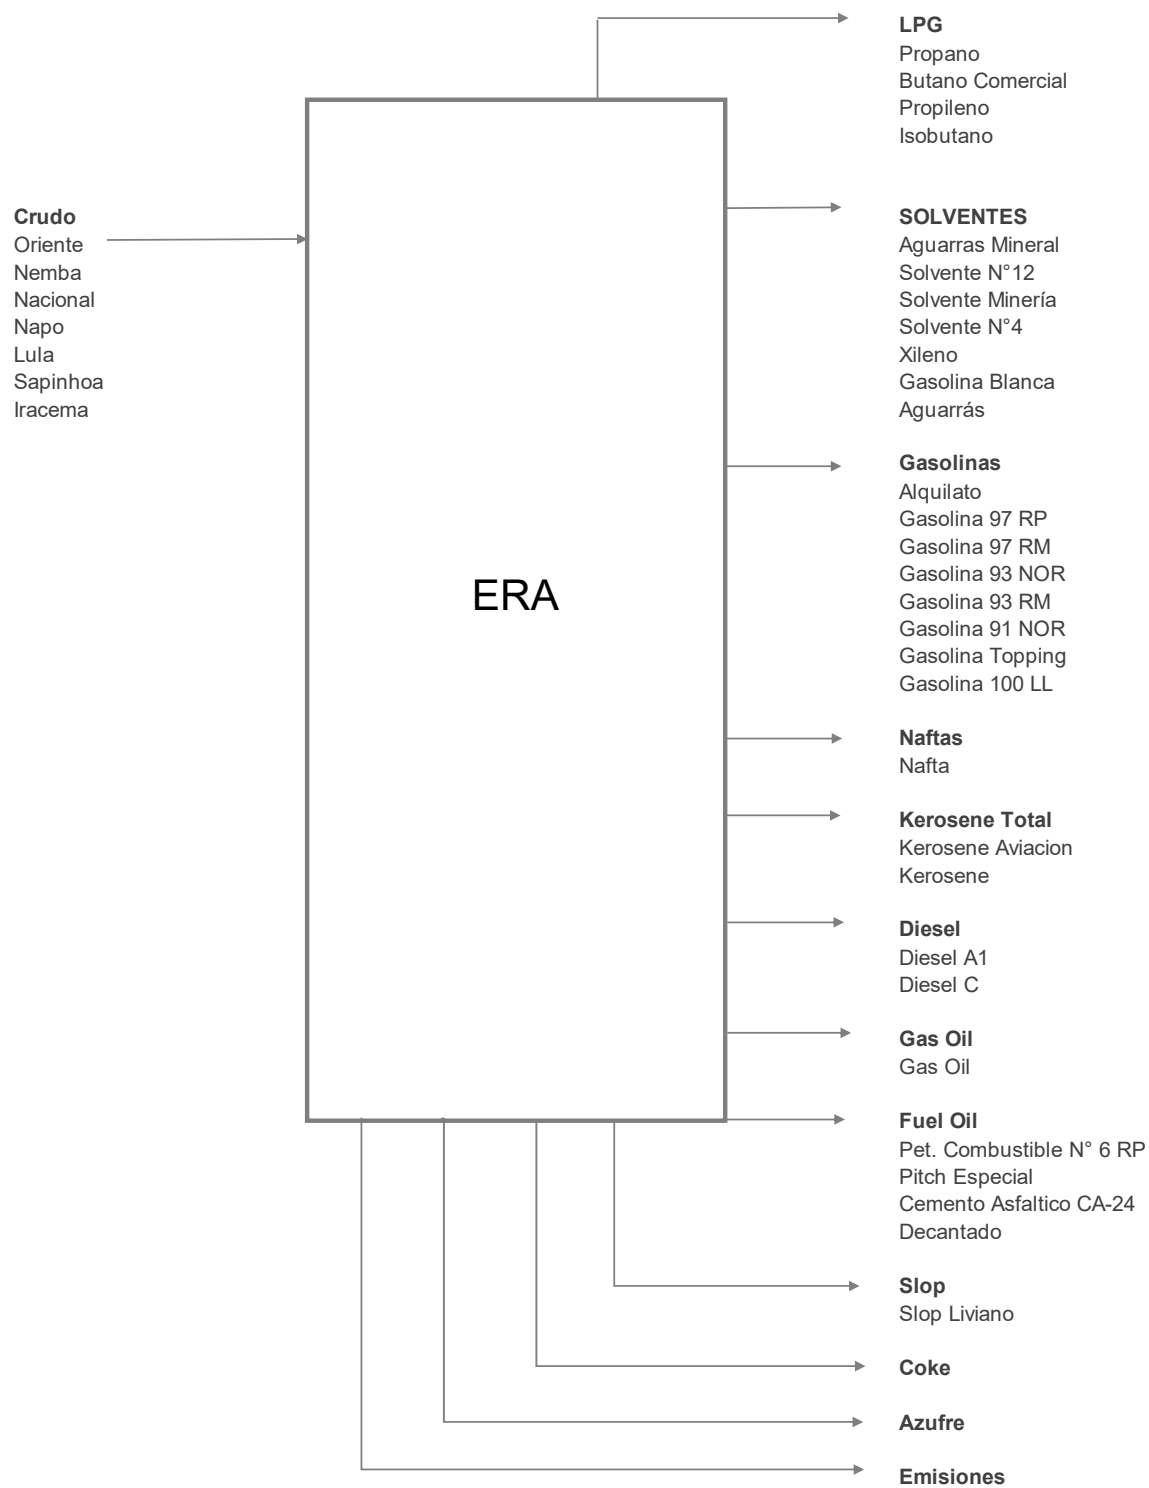 LPG
Propano
Butano Comercial
Propileno
Isobutano
Crudo
Oriente
Nemba
Nacional
Napo
Lula
Sapinhoa
Iracema
SOLVENTES
Aguarras Mineral
Solvente N°12
Solvente Minería
Solvente N°4
Xileno
Gasolina Blanca
Aguarrás
Gasolinas
Alquilato
Gasolina 97 RP
Gasolina 97 RM
Gasolina 93 NOR
Gasolina 93 RM
Gasolina 91 NOR
Gasolina Topping
Gasolina 100 LL
ERA
Naftas
Nafta
Kerosene Total
Kerosene Aviacion
Kerosene
Diesel
Diesel A1
Diesel C
Gas Oil
Gas Oil
Fuel Oil
Pet. Combustible N° 6 RP
Pitch Especial
Cemento Asfaltico CA-24
Decantado
Slop
Slop Liviano
Coke
Azufre
Emisiones